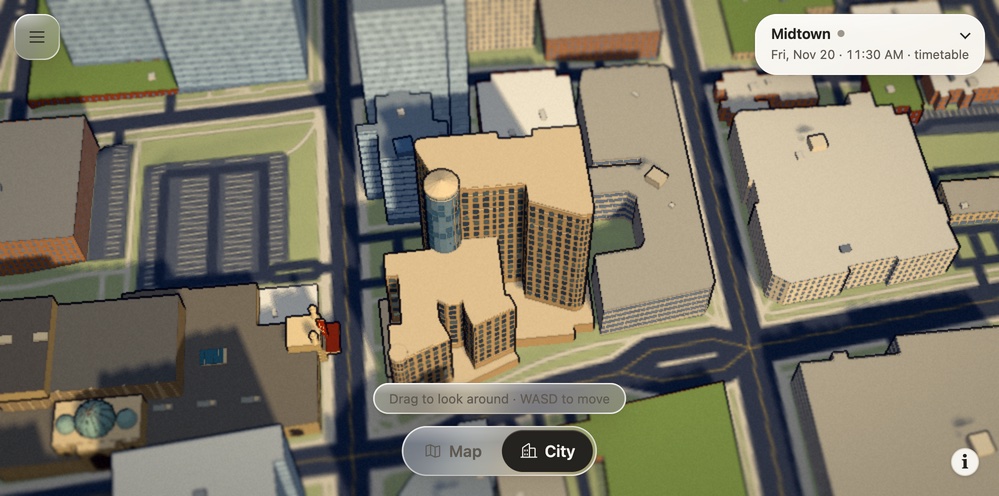 Midtown
Fri, Nov 20 · 11:30 AM · timetable
Drag to look around · WASD to move
Map
City
i